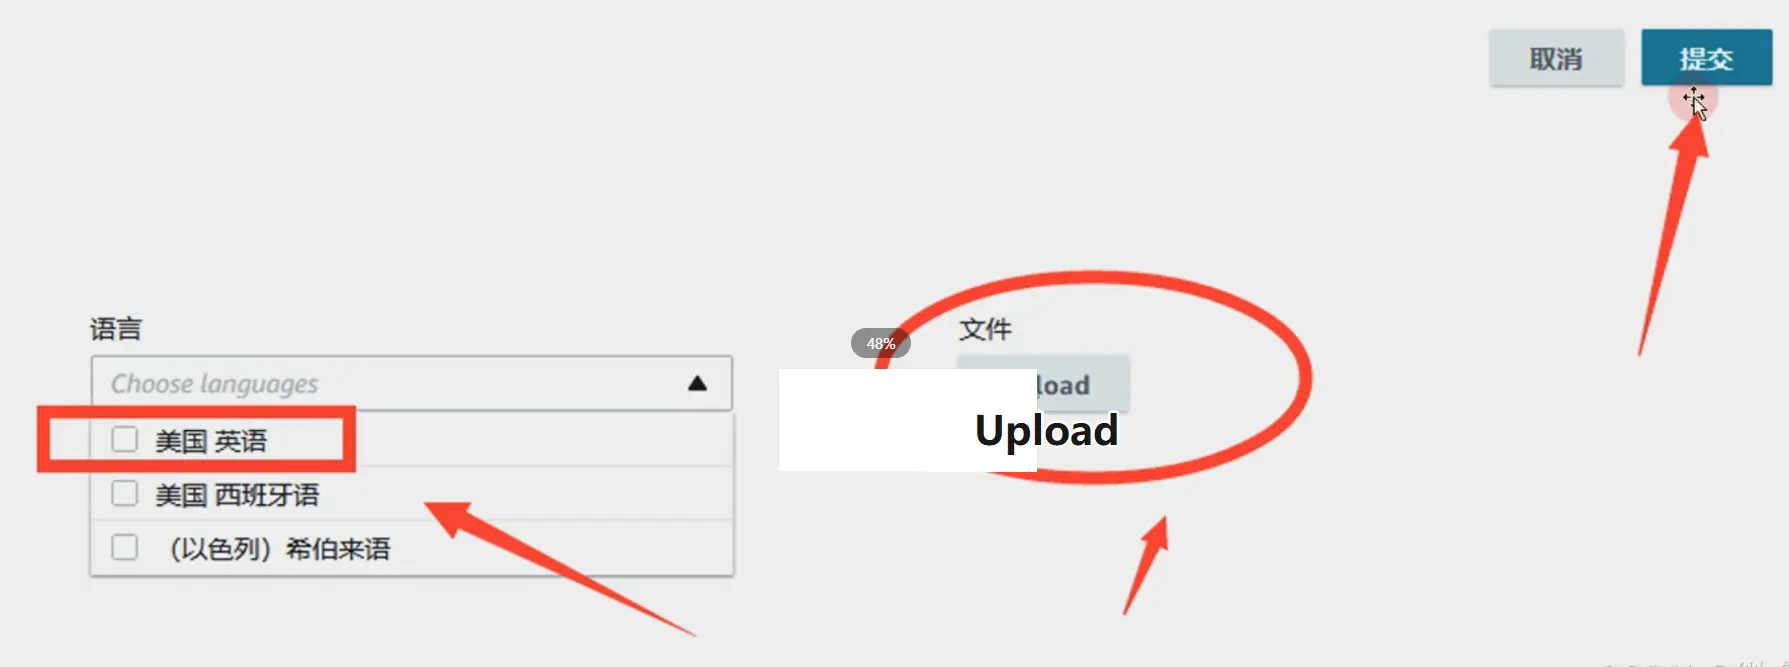 取消
提交
语言
文件
48%
Choose languages
load
Upload
美国 英语
美国 西班牙语
（以色列）希伯来语